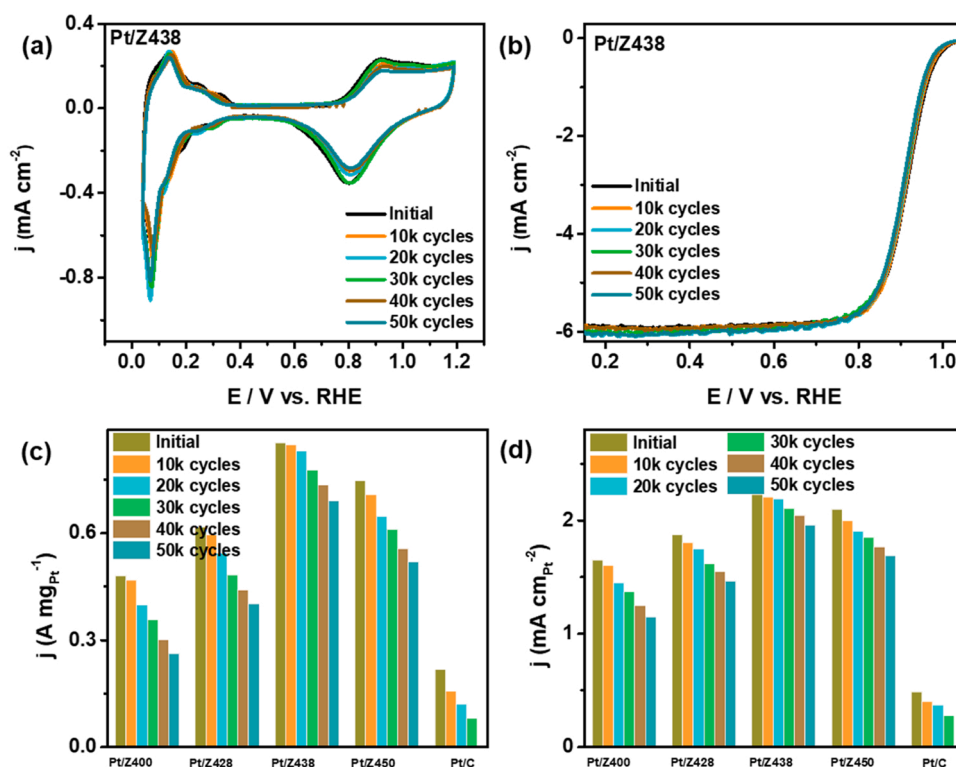 (a)
Pt/Z438
0.4
0.0
-0.4
-0.8
j (mA cm-2)
Initial
10k cycles
20k cycles
30k cycles
40k cycles
50k cycles
0.0 0.2 0.4 0.6 0.8 1.0 1.2
E / V vs. RHE
(b)
Pt/Z438
0
-2
-4
-6
j (mA cm-2)
Initial
10k cycles
20k cycles
30k cycles
40k cycles
50k cycles
0.2 0.4 0.6 0.8 1.0
E / V vs. RHE
(c)
Initial
10k cycles
20k cycles
30k cycles
40k cycles
50k cycles
0.6
0.3
0.0
j (A mgPt-1)
Pt/Z400 Pt/Z428 Pt/Z438 Pt/Z450 Pt/C
(d)
Initial
10k cycles
20k cycles
30k cycles
40k cycles
50k cycles
2
1
0
j (mA cmPt-2)
Pt/Z400 Pt/Z428 Pt/Z438 Pt/Z450 Pt/C